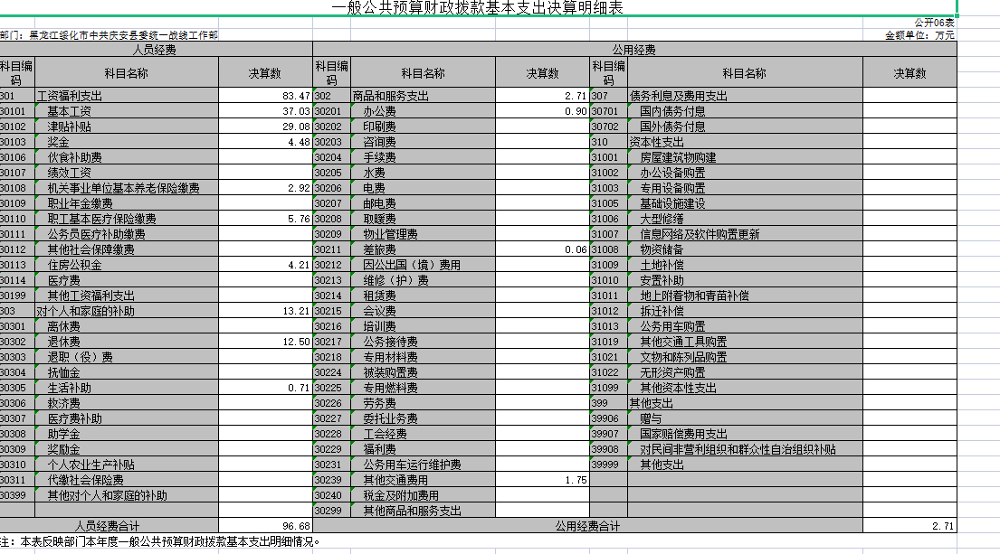 一般公共预算财政拨款基本支出决算明细表
公开06表
部门：黑龙江绥化市中共庆安县委统一战线工作部 金额单位：万元
人员经费 公用经费
科目编码 科目名称 决算数 科目编码 科目名称 决算数 科目编码 科目名称 决算数
301 工资福利支出 83.47 302 商品和服务支出 2.71 307 债务利息及费用支出
30101 基本工资 37.03 30201 办公费 0.90 30701 国内债务付息
30102 津贴补贴 29.08 30202 印刷费 30702 国外债务付息
30103 奖金 4.48 30203 咨询费 310 资本性支出
30106 伙食补助费 30204 手续费 31001 房屋建筑物购建
30107 绩效工资 30205 水费 31002 办公设备购置
30108 机关事业单位基本养老保险缴费 2.92 30206 电费 31003 专用设备购置
30109 职业年金缴费 30207 邮电费 31005 基础设施建设
30110 职工基本医疗保险缴费 5.76 30208 取暖费 31006 大型修缮
30111 公务员医疗补助缴费 30209 物业管理费 31007 信息网络及软件购置更新
30112 其他社会保障缴费 30211 差旅费 0.06 31008 物资储备
30113 住房公积金 4.21 30212 因公出国（境）费用 31009 土地补偿
30114 医疗费 30213 维修（护）费 31010 安置补助
30199 其他工资福利支出 30214 租赁费 31011 地上附着物和青苗补偿
303 对个人和家庭的补助 13.21 30215 会议费 31012 拆迁补偿
30301 离休费 30216 培训费 31013 公务用车购置
30302 退休费 12.50 30217 公务接待费 31019 其他交通工具购置
30303 退职（役）费 30218 专用材料费 31021 文物和陈列品购置
30304 抚恤金 30224 被装购置费 31022 无形资产购置
30305 生活补助 0.71 30225 专用燃料费 31099 其他资本性支出
30306 救济费 30226 劳务费 399 其他支出
30307 医疗费补助 30227 委托业务费 39906 赠与
30308 助学金 30228 工会经费 39907 国家赔偿费用支出
30309 奖励金 30229 福利费 39908 对民间非营利组织和群众性自治组织补贴
30310 个人农业生产补贴 30231 公务用车运行维护费 39999 其他支出
30311 代缴社会保险费 30239 其他交通费用 1.75
30399 其他对个人和家庭的补助 30240 税金及附加费用
30299 其他商品和服务支出
人员经费合计 96.68 公用经费合计 2.71
注：本表反映部门本年度一般公共预算财政拨款基本支出明细情况。